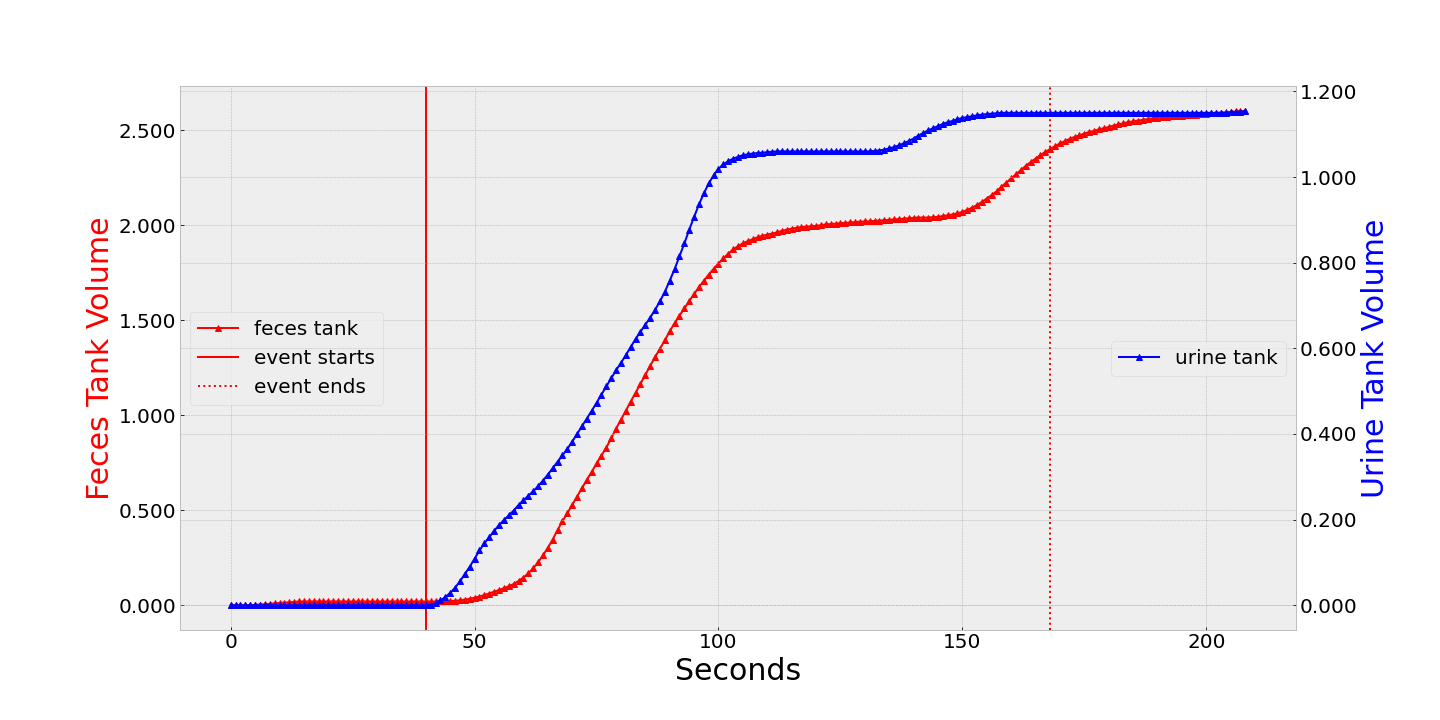 Feces Tank Volume
2.500
2.000
1.500
1.000
0.500
0.000
feces tank
event starts
event ends
0 50 100 150 200
Seconds
urine tank
1.200
1.000
0.800
0.600
0.400
0.200
0.000
Urine Tank Volume